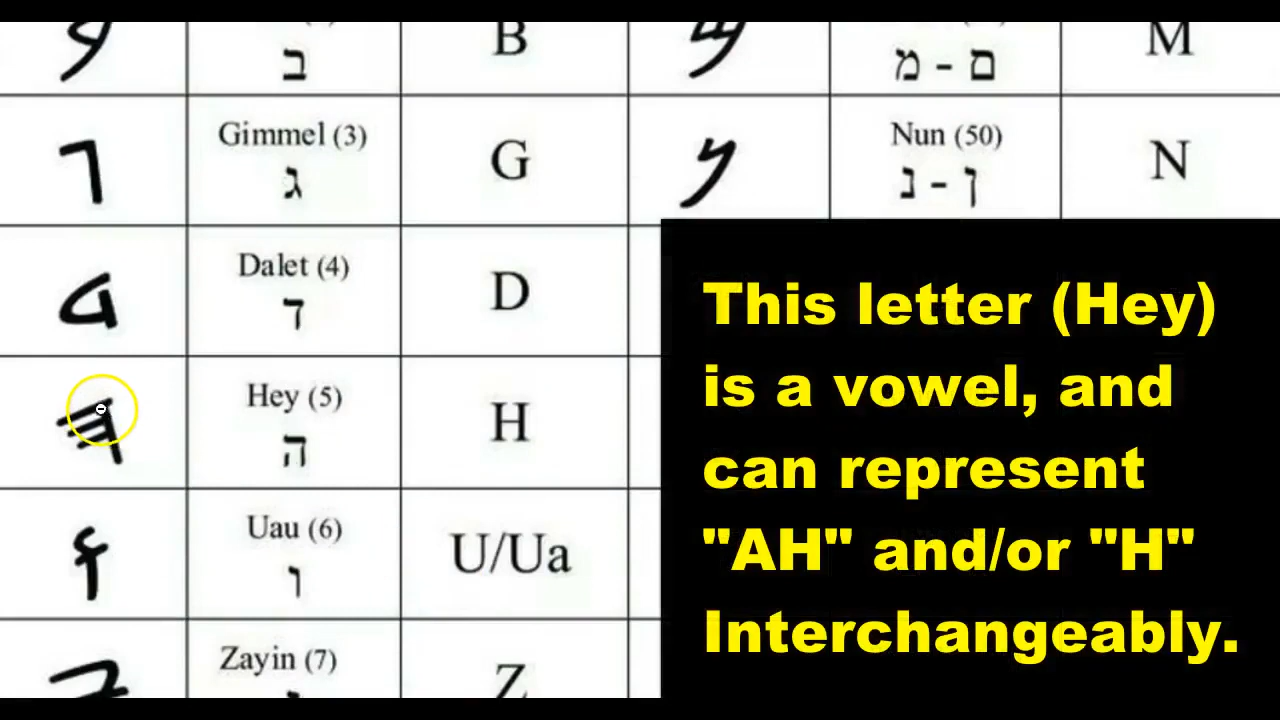 𐤁 ב B 𐤌 מ - ם M
𐤂 Gimmel (3) G 𐤍 Nun (50) N
ג נ - ן
𐤃 Dalet (4) D
ד
𐤄 Hey (5) H
ה
𐤅 Uau (6) U/Ua
ו
𐤆 Zayin (7) Z
This letter (Hey)
is a vowel, and
can represent
"AH" and/or "H"
Interchangeably.